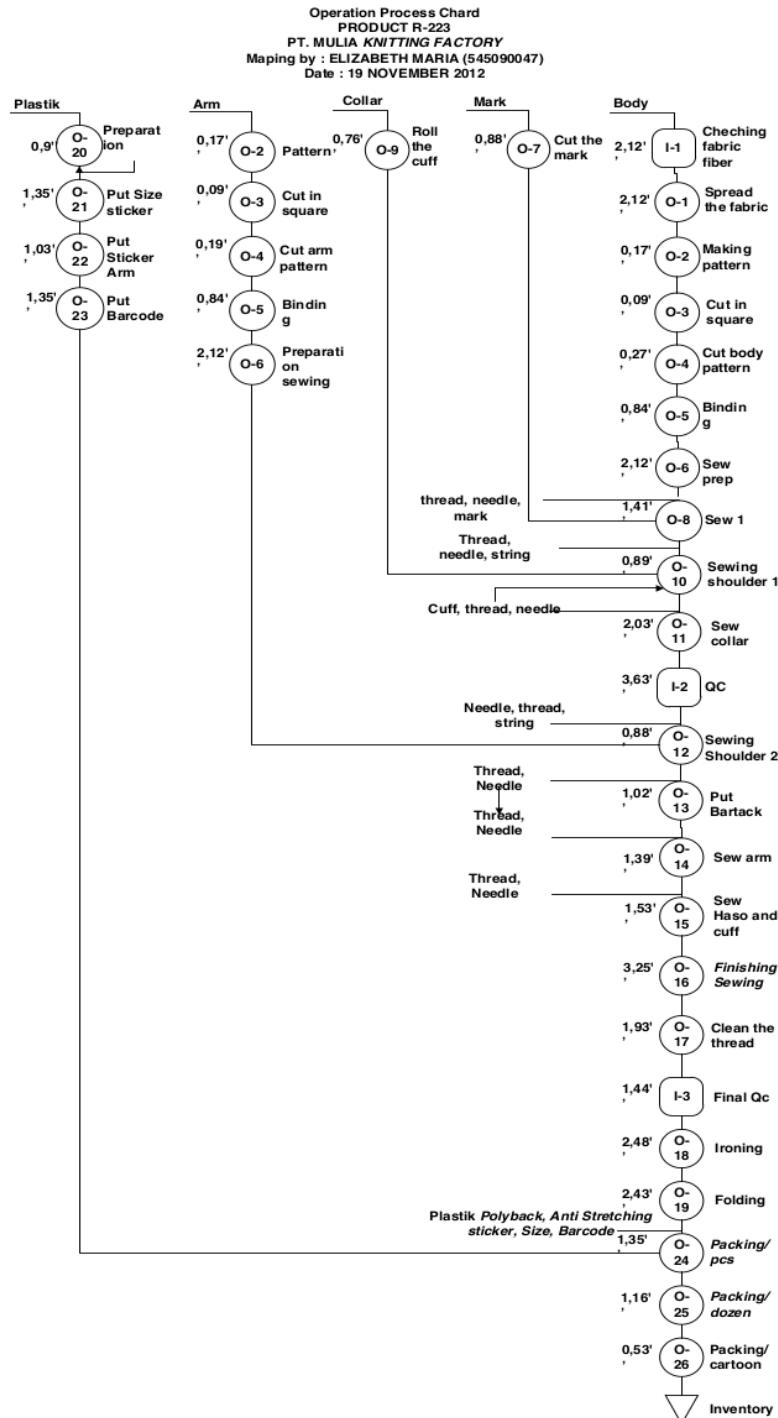 Operation Process Chard
PRODUCT R-223
PT. MULIA KNITTING FACTORY
Maping by : ELIZABETH MARIA (545090047)
Date : 19 NOVEMBER 2012
Plastik
0,9''
O-
20
Preparat
ion
1,35'
,
O-
21
Put Size
sticker
1,03'
,
O-
22
Put
Sticker
Arm
1,35'
,
O-
23
Put
Barcode
Arm
0,17'
,
O-2
Pattern
0,09'
,
O-3
Cut in
square
0,19'
,
O-4
Cut arm
pattern
0,84'
,
O-5
Bindin
g
2,12'
,
O-6
Preparati
on
sewing
Collar
0,76'
,
O-9
Roll
the
cuff
Mark
0,88'
,
O-7
Cut the
mark
Body
2,12'
,
I-1
Cheching
fabric
fiber
2,12'
,
O-1
Spread
the fabric
0,17'
,
O-2
Making
pattern
0,09'
,
O-3
Cut in
square
0,27'
,
O-4
Cut body
pattern
0,84'
,
O-5
Bindin
g
2,12'
,
O-6
Sew
prep
thread, needle,
mark
1,41'
,
O-8
Sew 1
Thread,
needle, string
0,89'
,
O-
10
Sewing
shoulder 1
Cuff, thread, needle
2,03'
,
O-
11
Sew
collar
3,63'
,
I-2
QC
Needle, thread,
string
0,88'
,
O-
12
Sewing
Shoulder 2
Thread,
Needle
1,02'
,
O-
13
Put
Bartack
Thread,
Needle
1,39'
,
O-
14
Sew arm
Thread,
Needle
1,53'
,
O-
15
Sew
Haso and
cuff
3,25'
,
O-
16
Finishing
Sewing
1,93'
,
O-
17
Clean the
thread
1,44'
,
I-3
Final Qc
2,48'
,
O-
18
Ironing
2,43'
,
O-
19
Folding
Plastik Polyback, Anti Stretching
sticker, Size, Barcode
1,35'
,
O-
24
Packing/
pcs
1,16'
,
O-
25
Packing/
dozen
0,53'
,
O-
26
Packing/
cartoon
Inventory